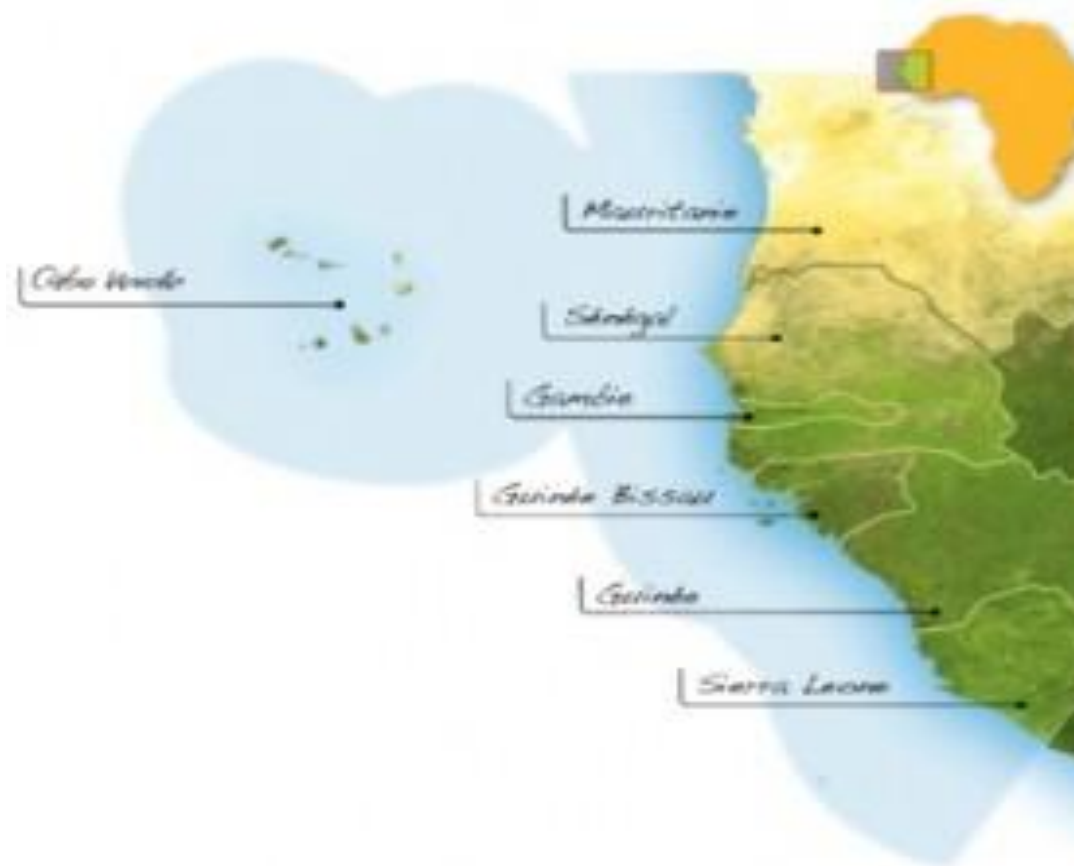 Mauritanie
Cabo Verde
Sénégal
Gambie
Guinée Bissau
Guinée
Sierra Leone